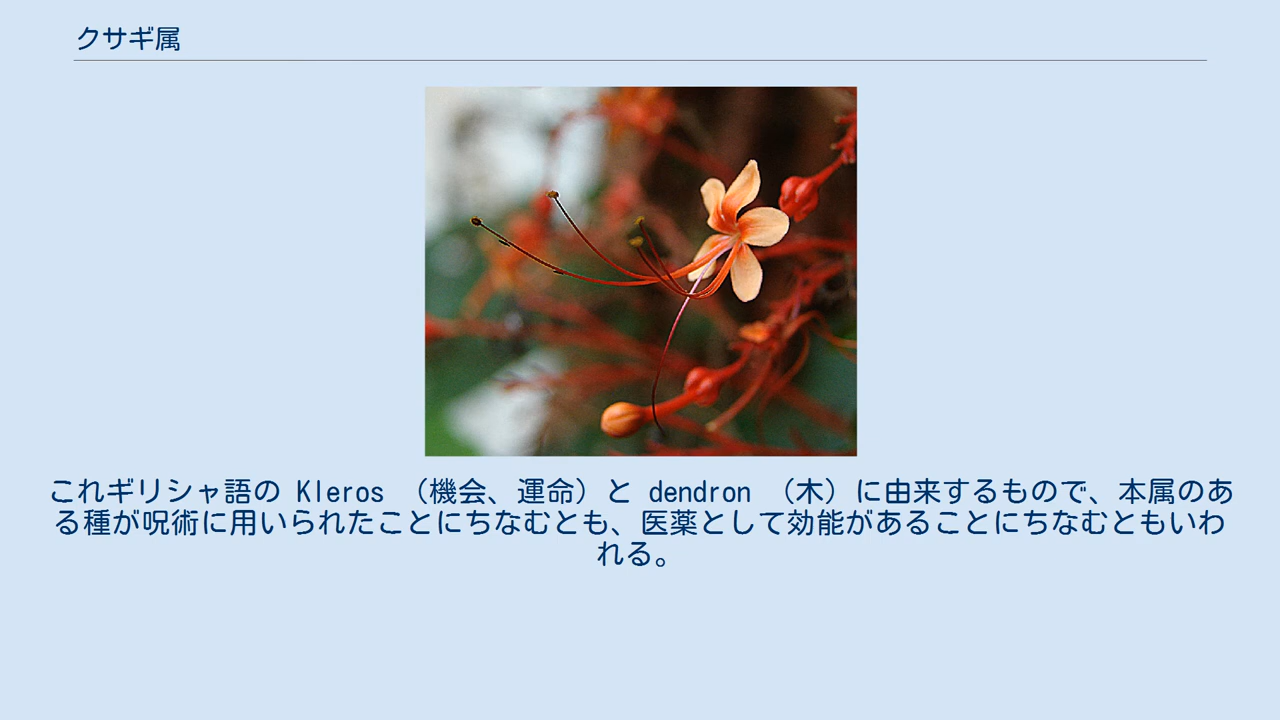 クサギ属
これギリシャ語の Kleros （機会、運命）と dendron （木）に由来するもので、本属のあ
る種が呪術に用いられたことにちなむとも、医薬として効能があることにちなむともいわ
れる。